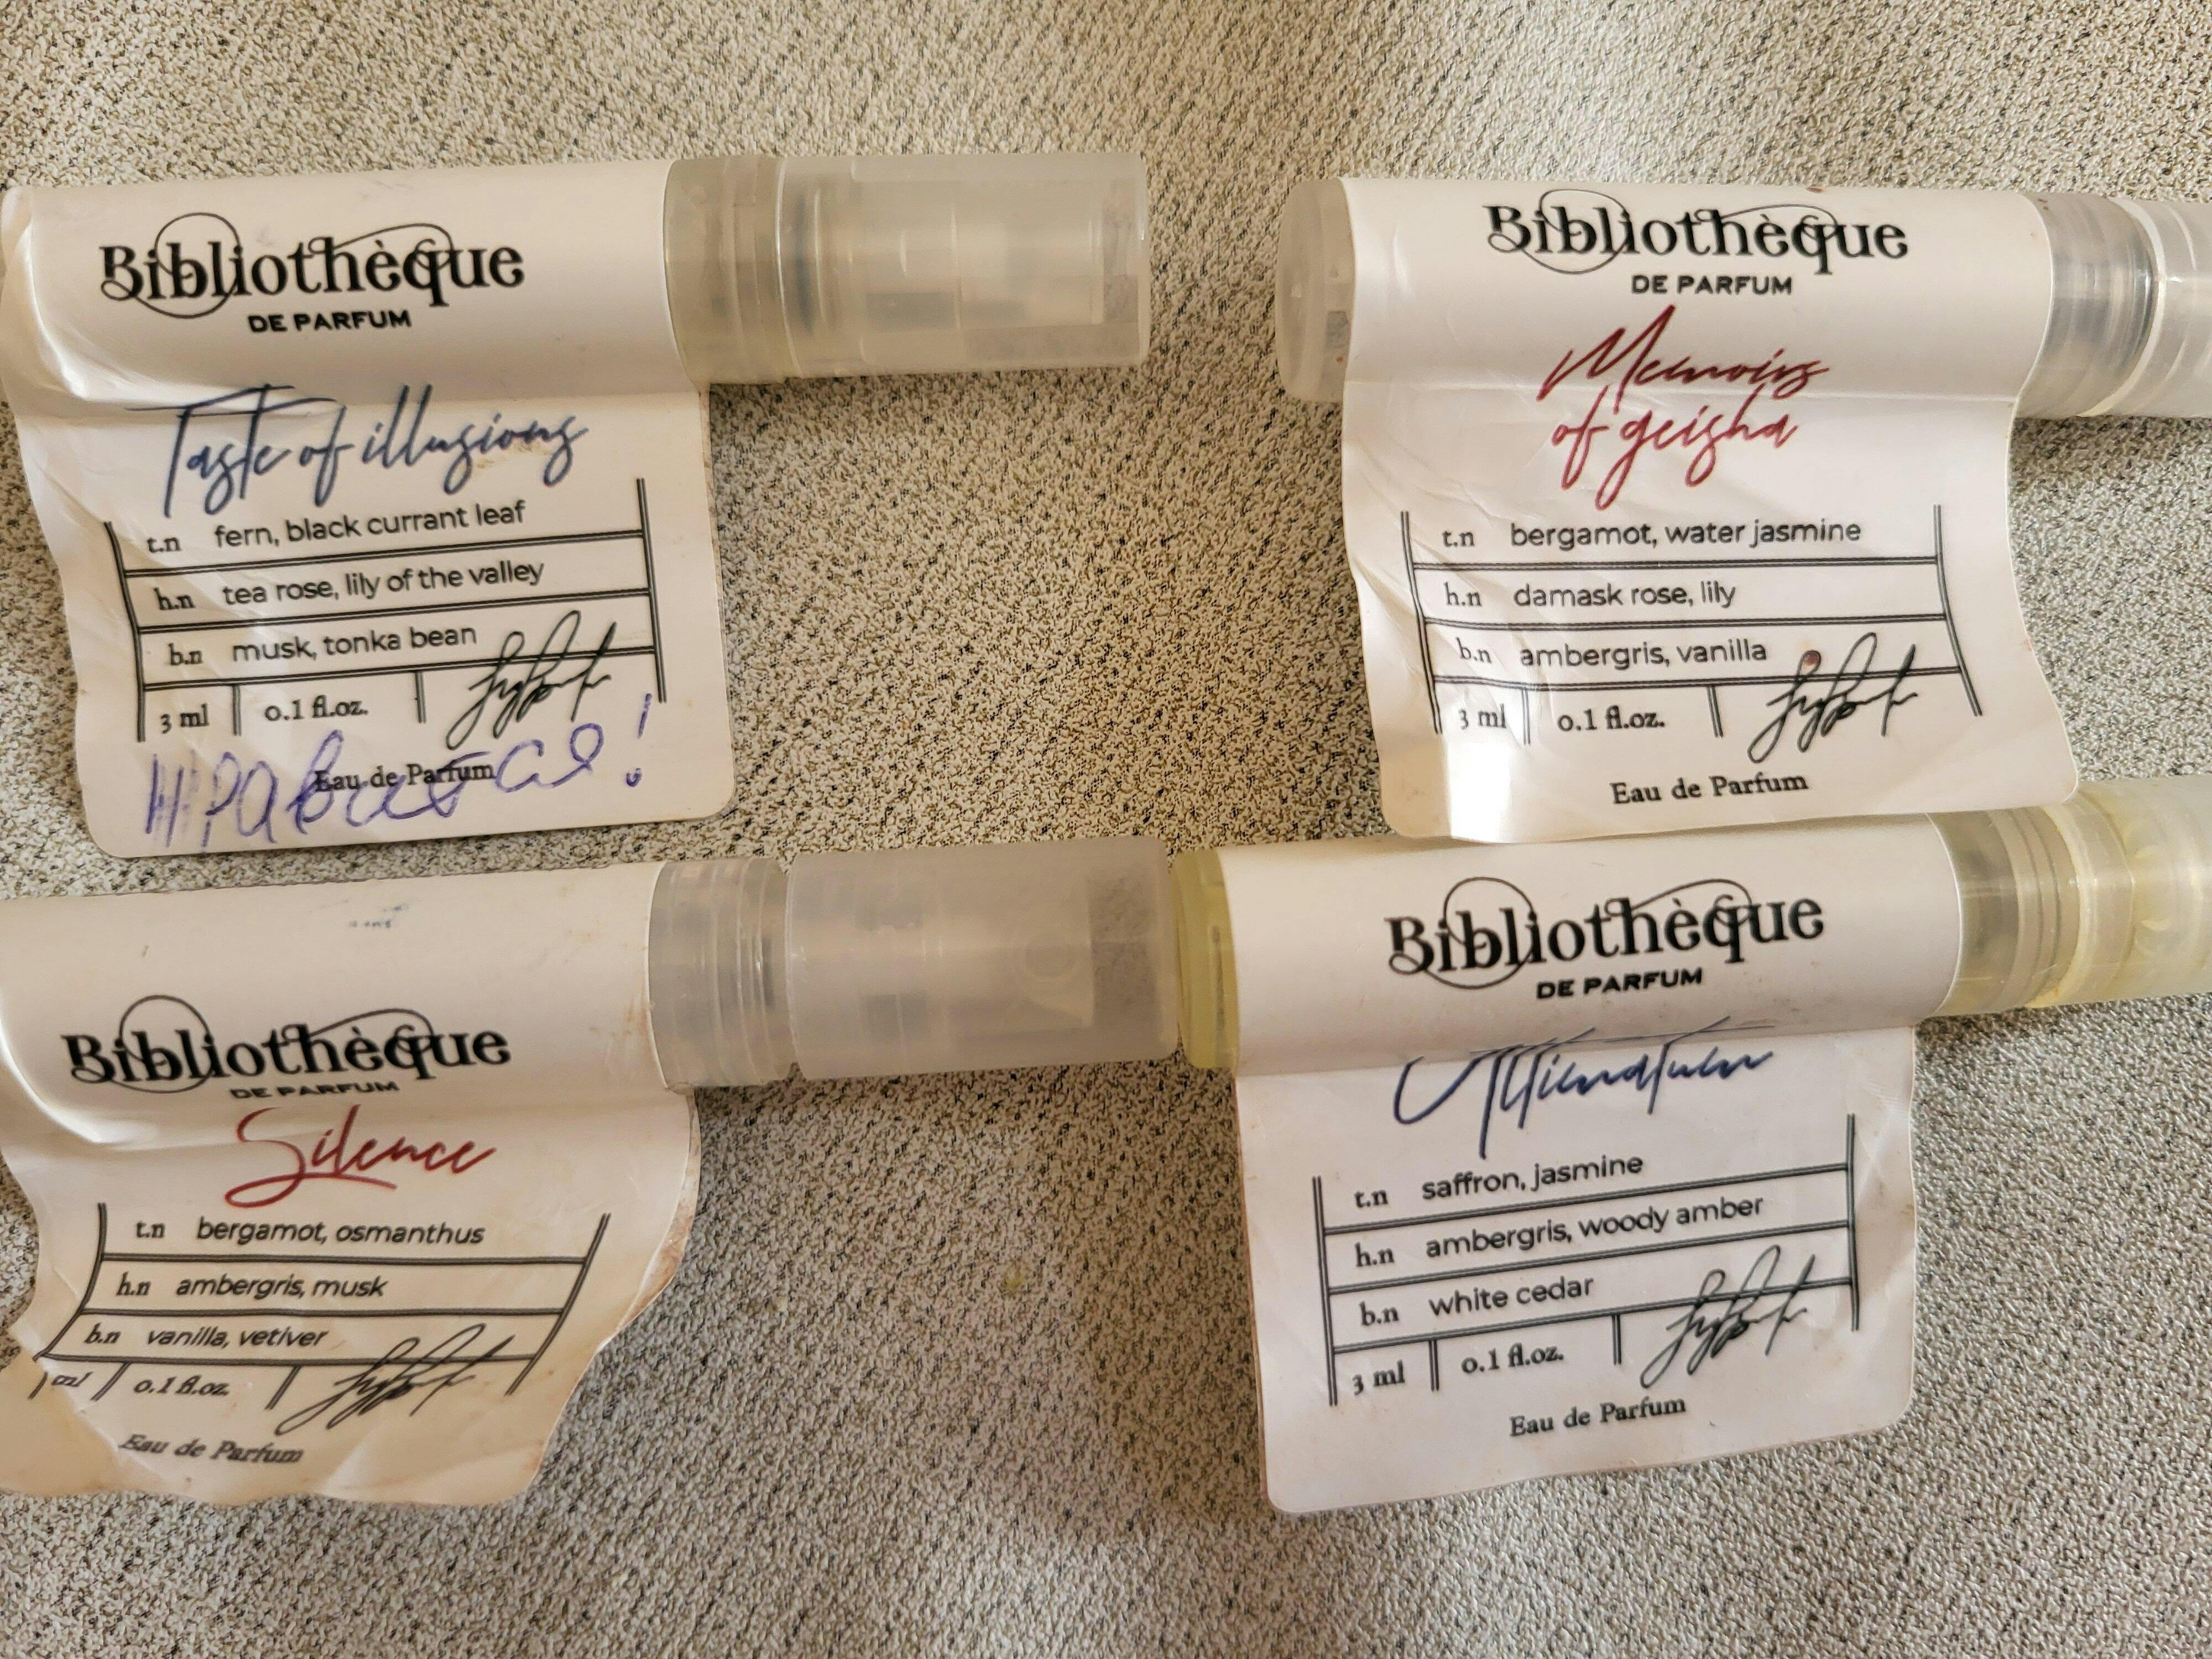 Bibliothèque
DE PARFUM
Taste of illusions
t.n fern, black currant leaf
h.n tea rose, lily of the valley
b.n musk, tonka bean
3 ml 0.1 fl.oz.
Eau de Parfum
Нравится!
Bibliothèque
DE PARFUM
Memoirs
of geisha
t.n bergamot, water jasmine
h.n damask rose, lily
b.n ambergris, vanilla
3 ml 0.1 fl.oz.
Eau de Parfum
Bibliothèque
DE PARFUM
Silence
t.n bergamot, osmanthus
h.n ambergris, musk
b.n vanilla, vetiver
ml 0.1 fl.oz.
Eau de Parfum
Bibliothèque
DE PARFUM
t.n saffron, jasmine
h.n ambergris, woody amber
b.n white cedar
3 ml 0.1 fl.oz.
Eau de Parfum